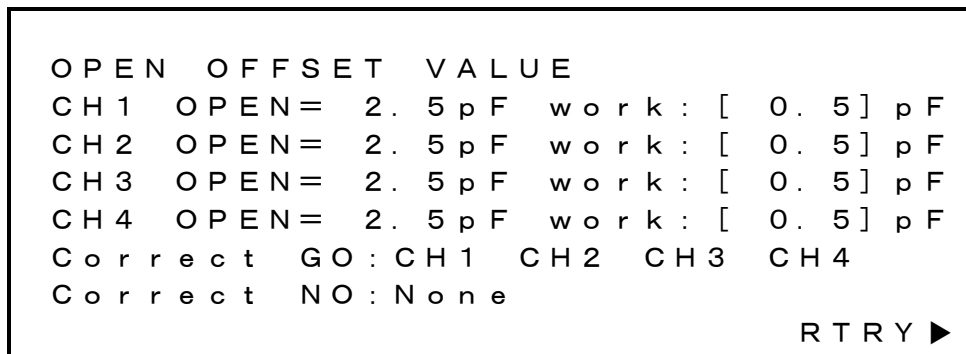 OPEN OFFSET VALUE
CH1 OPEN= 2.5pF work:[ 0.5]pF
CH2 OPEN= 2.5pF work:[ 0.5]pF
CH3 OPEN= 2.5pF work:[ 0.5]pF
CH4 OPEN= 2.5pF work:[ 0.5]pF
Correct GO:CH1 CH2 CH3 CH4
Correct NO:None
RTRY▶